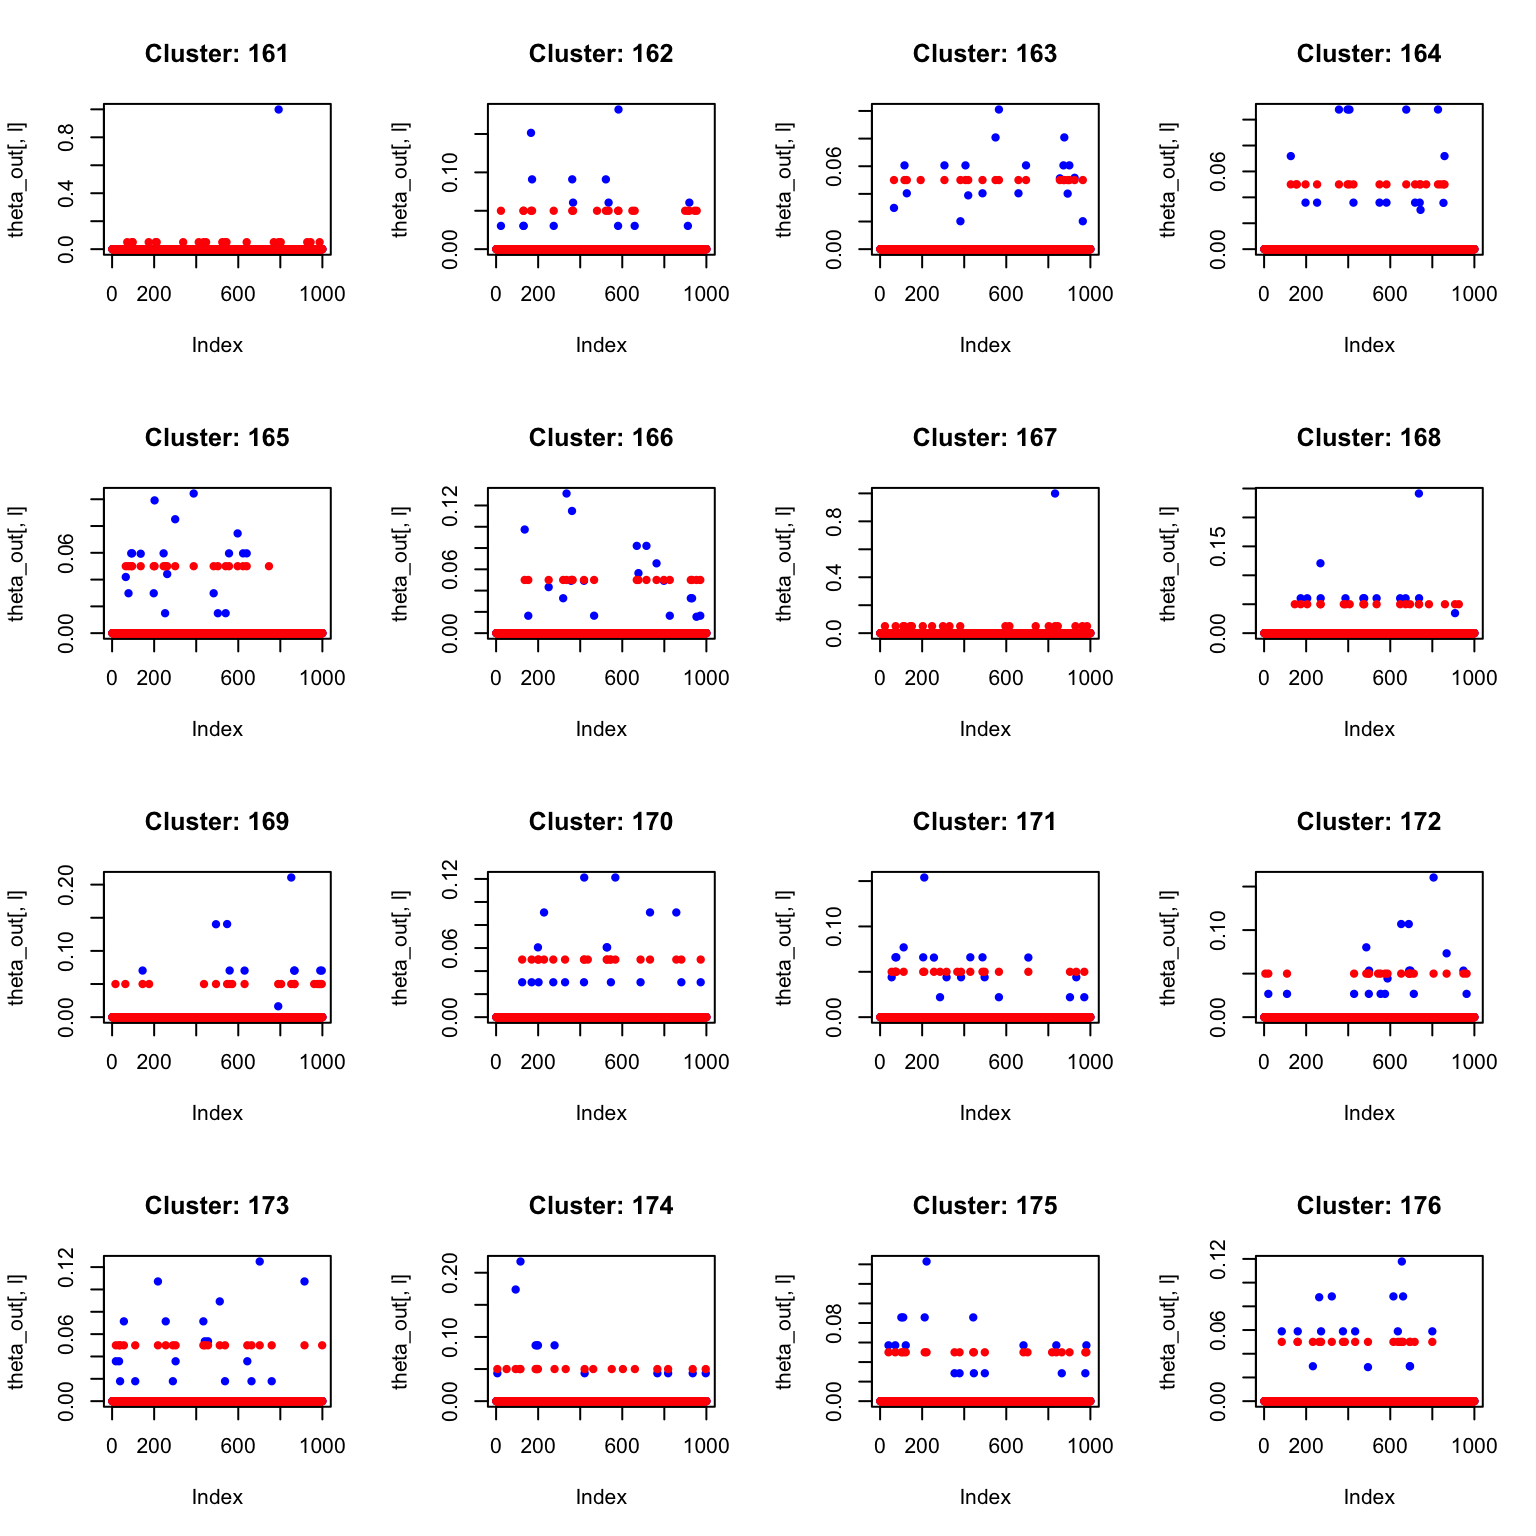 Cluster: 161
theta_out[, l]
0.0 0.4 0.8
0 200 600 1000
Index
Cluster: 162
theta_out[, l]
0.00 0.10
0 200 600 1000
Index
Cluster: 163
theta_out[, l]
0.00 0.06
0 200 600 1000
Index
Cluster: 164
theta_out[, l]
0.00 0.06
0 200 600 1000
Index
Cluster: 165
theta_out[, l]
0.00 0.06
0 200 600 1000
Index
Cluster: 166
theta_out[, l]
0.00 0.06 0.12
0 200 600 1000
Index
Cluster: 167
theta_out[, l]
0.0 0.4 0.8
0 200 600 1000
Index
Cluster: 168
theta_out[, l]
0.00 0.15
0 200 600 1000
Index
Cluster: 169
theta_out[, l]
0.00 0.10 0.20
0 200 600 1000
Index
Cluster: 170
theta_out[, l]
0.00 0.06 0.12
0 200 600 1000
Index
Cluster: 171
theta_out[, l]
0.00 0.10
0 200 600 1000
Index
Cluster: 172
theta_out[, l]
0.00 0.10
0 200 600 1000
Index
Cluster: 173
theta_out[, l]
0.00 0.06 0.12
0 200 600 1000
Index
Cluster: 174
theta_out[, l]
0.00 0.10 0.20
0 200 600 1000
Index
Cluster: 175
theta_out[, l]
0.00 0.08
0 200 600 1000
Index
Cluster: 176
theta_out[, l]
0.00 0.06 0.12
0 200 600 1000
Index